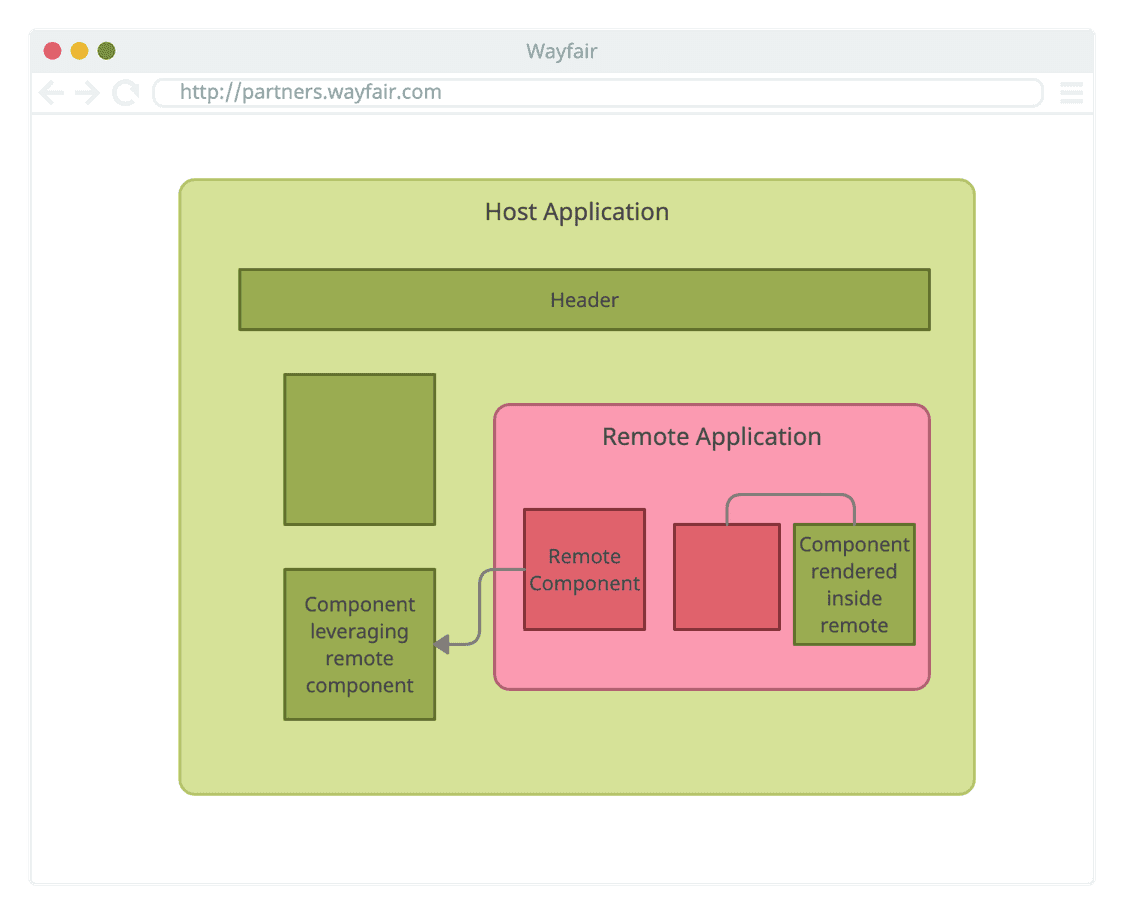 Wayfair
http://partners.wayfair.com
Host Application
Header
Remote Application
Remote
Component
Component
rendered
inside
remote
Component
leveraging
remote
component